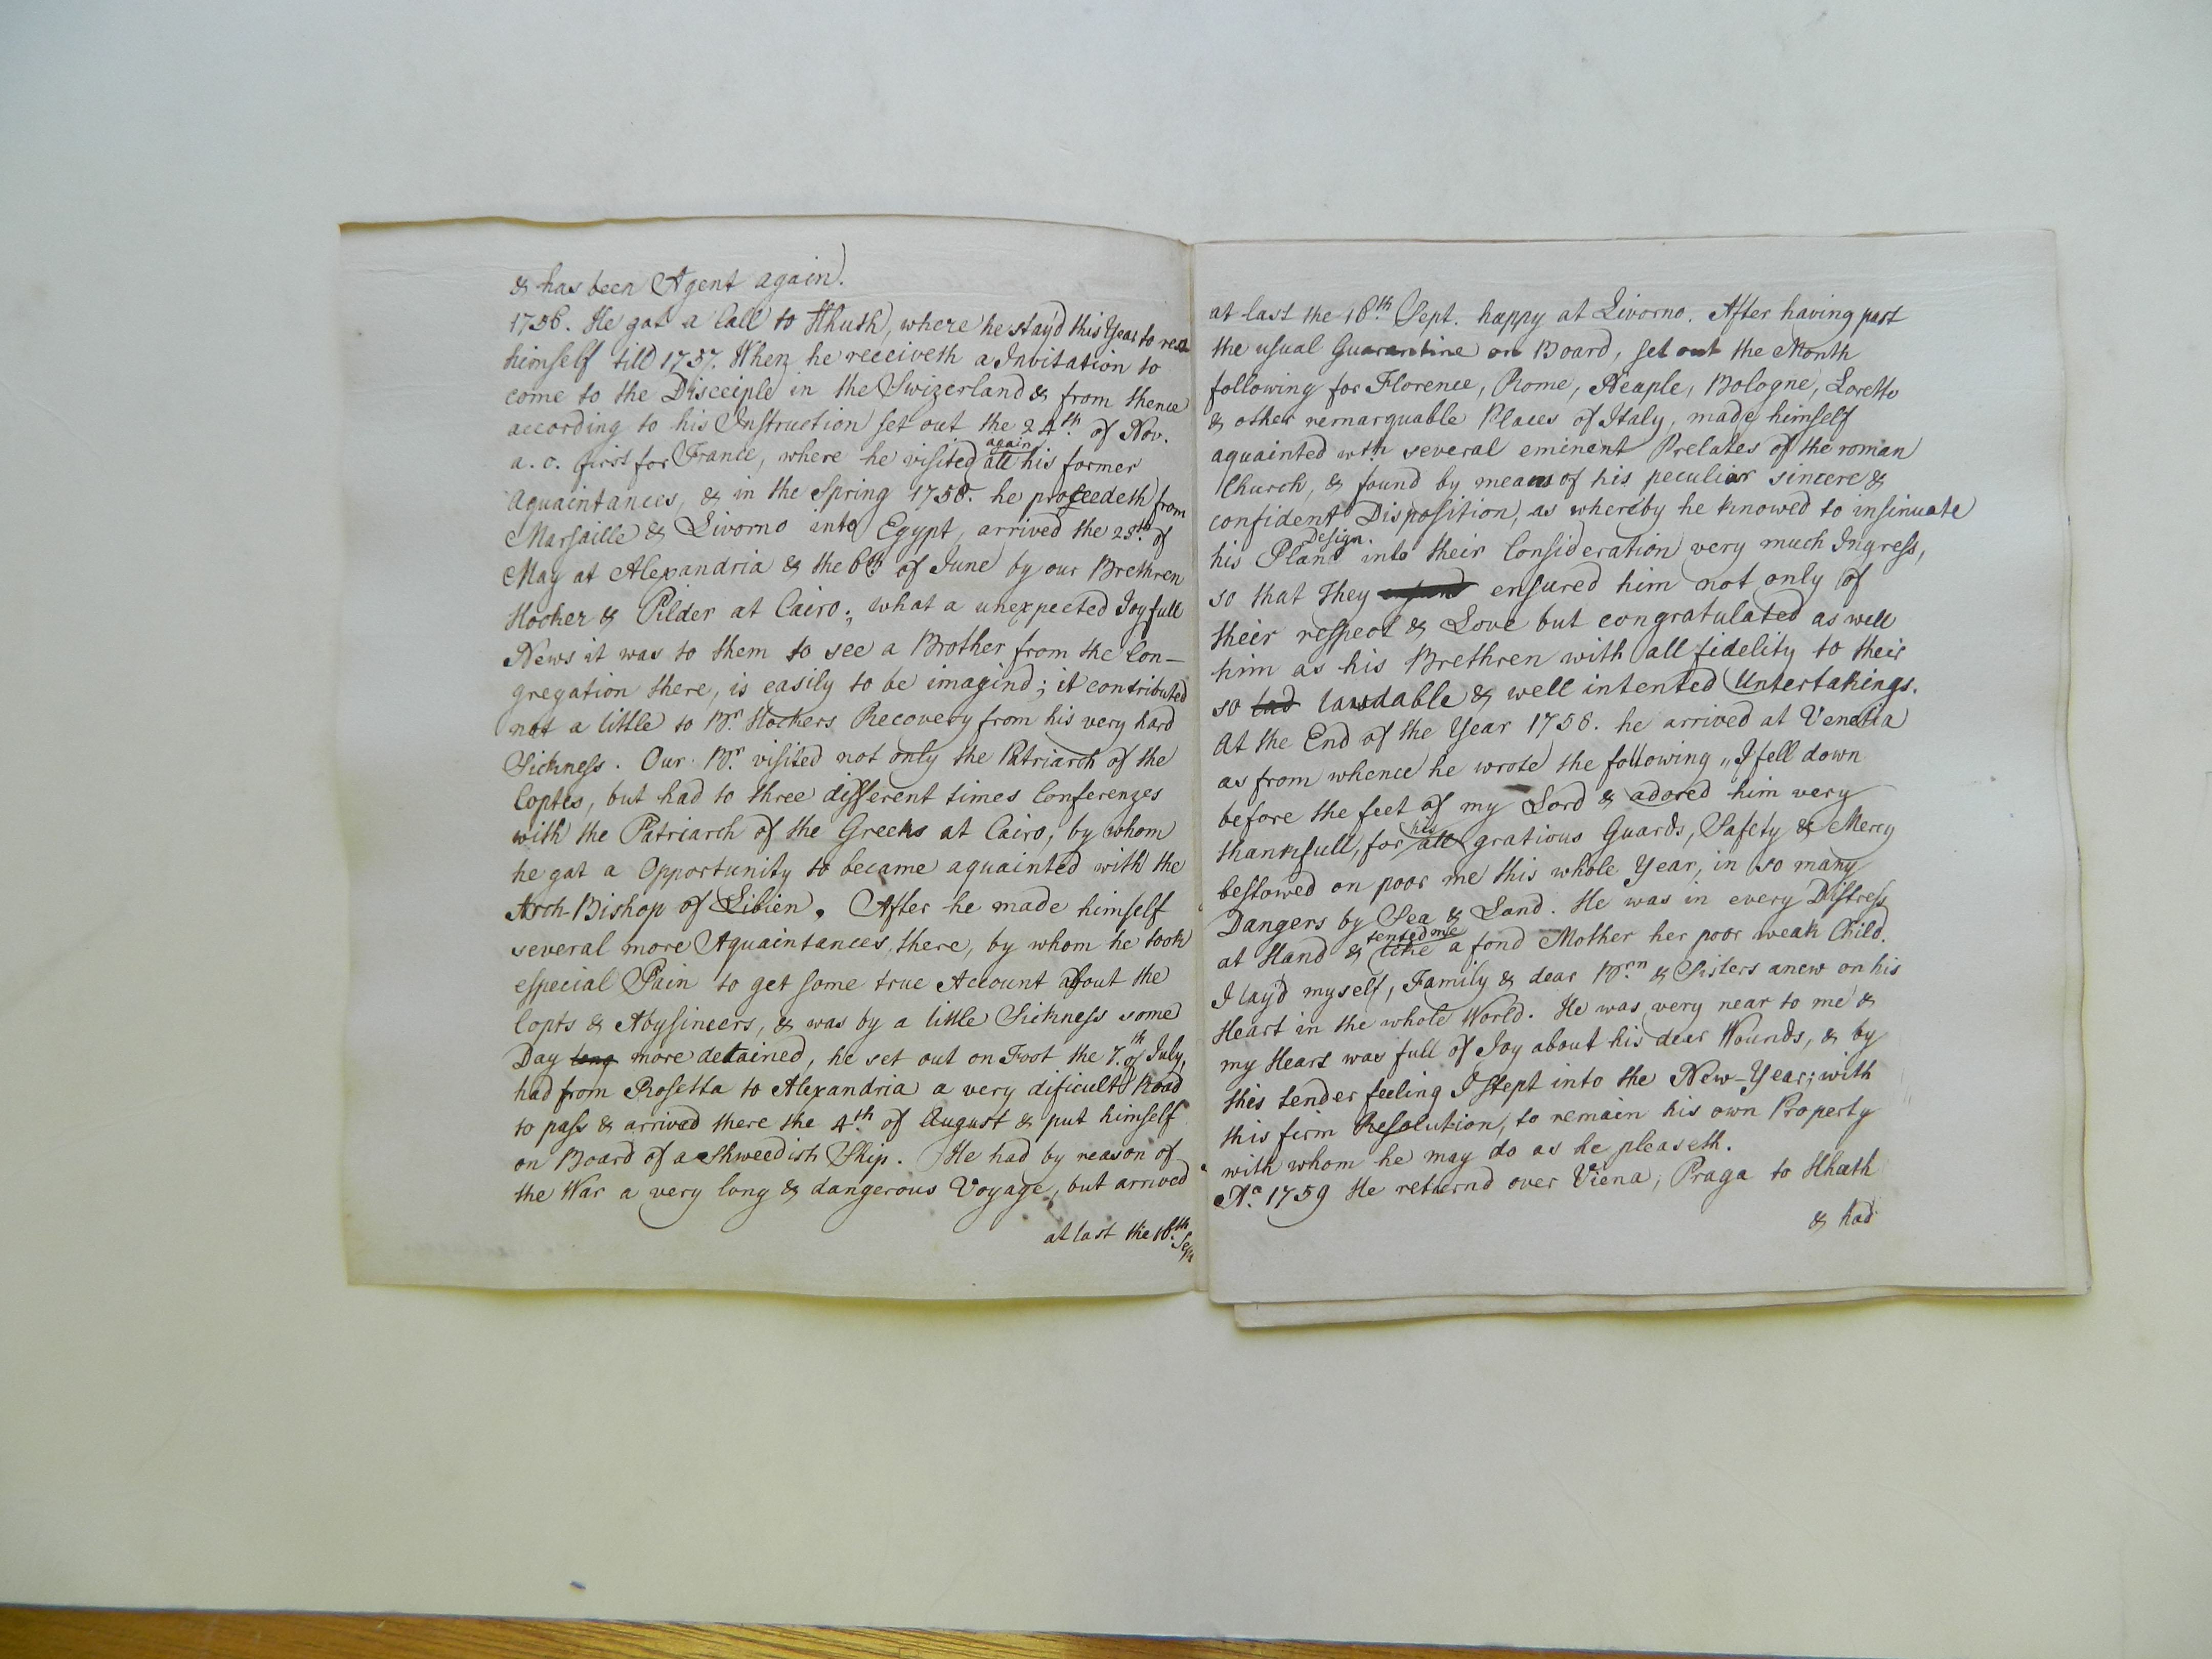 & has been Agent again.
1756. He got a Call to Hhuth, where he stay'd this Year to rest
himself till 1757. When he receiveth a Invitation to
come to the Disceiple in the Swizerland & from thence
according to his Instruction set out the 24th. of Nov.
a. o. first for France, where he visited again all his former
Aquaintances, & in the Spring 1758. he proceedeth from
Marsaille & Livorno into Egypt, arrived the 25th. of
May at Alexandria & the 6th. of June by our Brethren
Hocker & Pilder at Cairo; what a unexpected Joyfull
News it was to them to see a Brother from the Con-
gregation there, is easily to be imagind; it contributed
not a little to Br. Hockers Recovery from his very hard
Sickness. Our Br. visited not only the Patriarch of the
Coptes, but had to three different times Conferenzes
with the Patriarch of the Greeks at Cairo, by whom
he got a Opportunity to became aquainted with the
Arch-Bishop of Libien. After he made himself
several more Aquaintances there, by whom he took
especial Pain to get some true Account about the
Copts & Abysineers, & was by a little Sickness some
Day long more detained, he set out on Foot the 7.th of July,
had from Rosetta to Alexandria a very dificult Road
to pass & arrived there the 4th. of August & put himself
on Board of a Shweedish Ship. He had by reason of
the War a very long & dangerous Voyage, but arrived
at last the 16th. Sept.
at last the 16th. Sept. happy at Livorno. After having past
the usual Quarantine on Board, set out the Month
following for Florence, Rome, Neaple, Bologne, Loretto
& other remarquable Places of Italy, made himself
aquainted wth several eminent Prelates of the roman
Church, & found by means of his peculiar sincere &
confident Disposition, as whereby he knowed to insinuate
his Plan Design. into their Consideration very much Ingress,
so that They ensured him not only of
their respect & Love but congratulated as well
him as his Brethren with all fidelity to their
so lad lawdable & well intented Untertakings.
At the End of the Year 1758. he arrived at Venetia
as from whence he wrote the following „I fell down
before the feet of my Lord & adored him very
thankfull, for his all gratious Guards, Safety & Mercy
bestowed on poor me this whole Year, in so many
Dangers by Sea & Land. He was in every Distress
at Hand & tented me like a fond Mother her poor weak Child.
I lay'd myself, Family & dear Brn. & Sisters anew on his
Heart in the whole World. He was very near to me &
my Heart was full of Joy about his dear Wounds, & by
this tender feeling I stept into the New-Year; with
this firm Resolution, to remain his own Property
with whom he may do as he pleaseth.
Ao. 1759 He returnd over Viena, Praga to Hhuth
& had